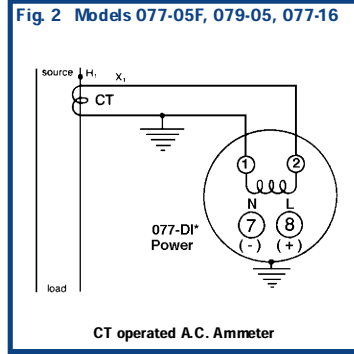 Fig. 2 Models 077-05F, 079-05, 077-16
source H₁ X₁
CT
1 2
N L
077-DI* 7 8
Power (-) (+)
load
CT operated A.C. Ammeter